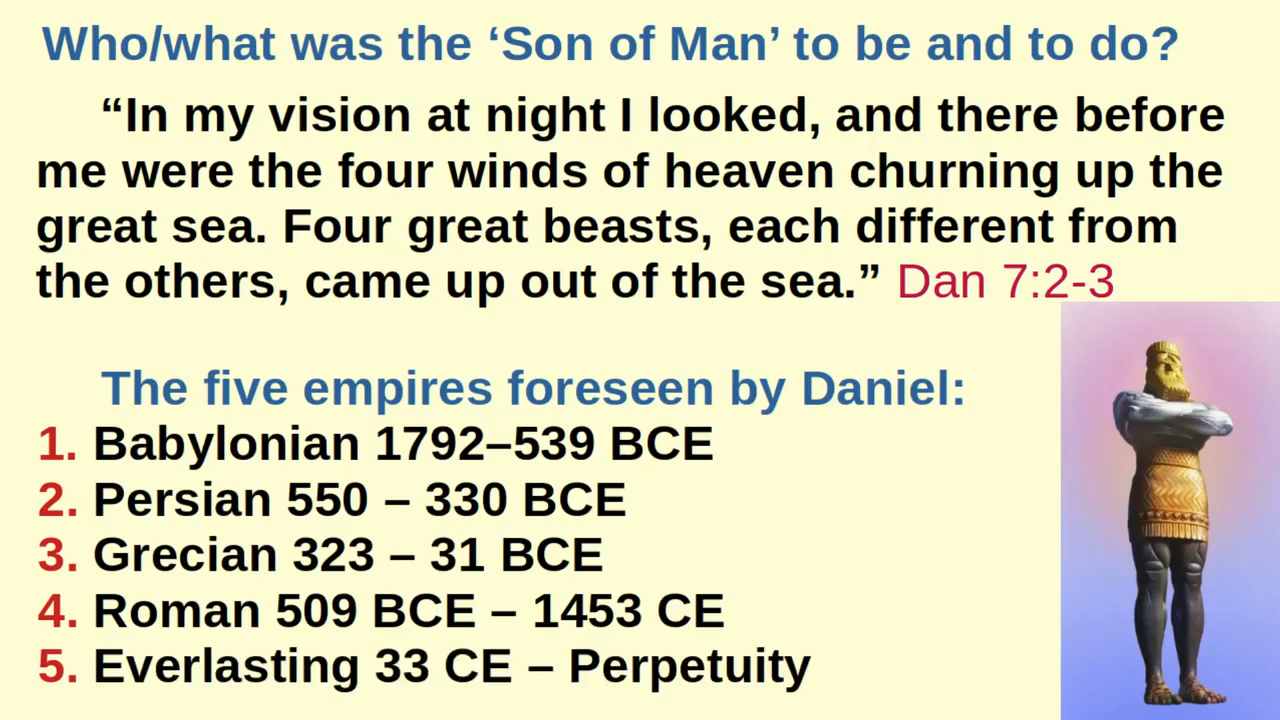 Who/what was the ‘Son of Man’ to be and to do?
“In my vision at night I looked, and there before
me were the four winds of heaven churning up the
great sea. Four great beasts, each different from
the others, came up out of the sea.” Dan 7:2-3
The five empires foreseen by Daniel:
1. Babylonian 1792–539 BCE
2. Persian 550 – 330 BCE
3. Grecian 323 – 31 BCE
4. Roman 509 BCE – 1453 CE
5. Everlasting 33 CE – Perpetuity